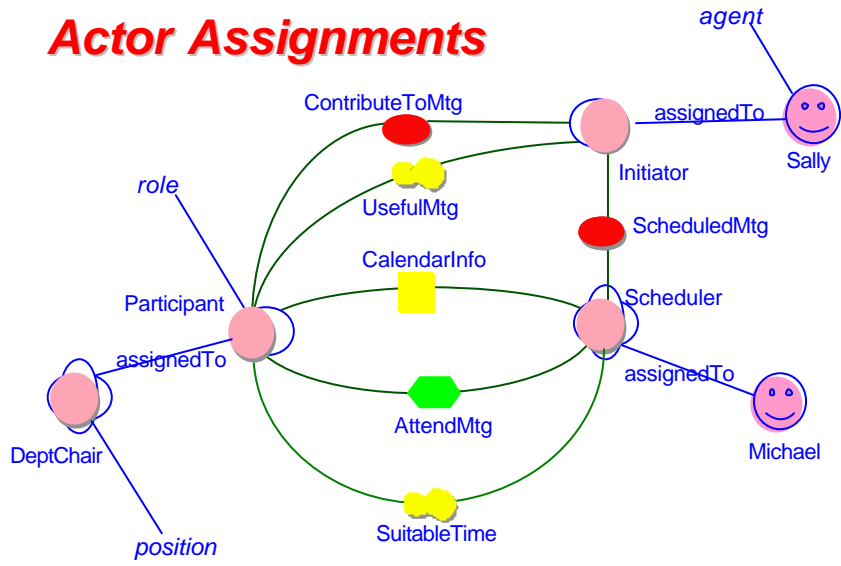 Actor Assignments
agent
ContributeToMtg
assignedTo
Sally
Initiator
role
UsefulMtg
ScheduledMtg
CalendarInfo
Participant
Scheduler
assignedTo
assignedTo
AttendMtg
DeptChair
Michael
SuitableTime
position